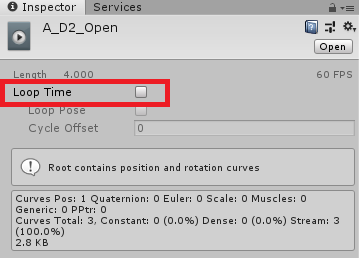 Inspector Services
A_D2_Open
Open
Length 4.000 60 FPS
Loop Time
Loop Pose
Cycle Offset 0
Root contains position and rotation curves
Curves Pos: 1 Quaternion: 0 Euler: 0 Scale: 0 Muscles: 0
Generic: 0 PPtr: 0
Curves Total: 3, Constant: 0 (0.0%) Dense: 0 (0.0%) Stream: 3
(100.0%)
2.8 KB